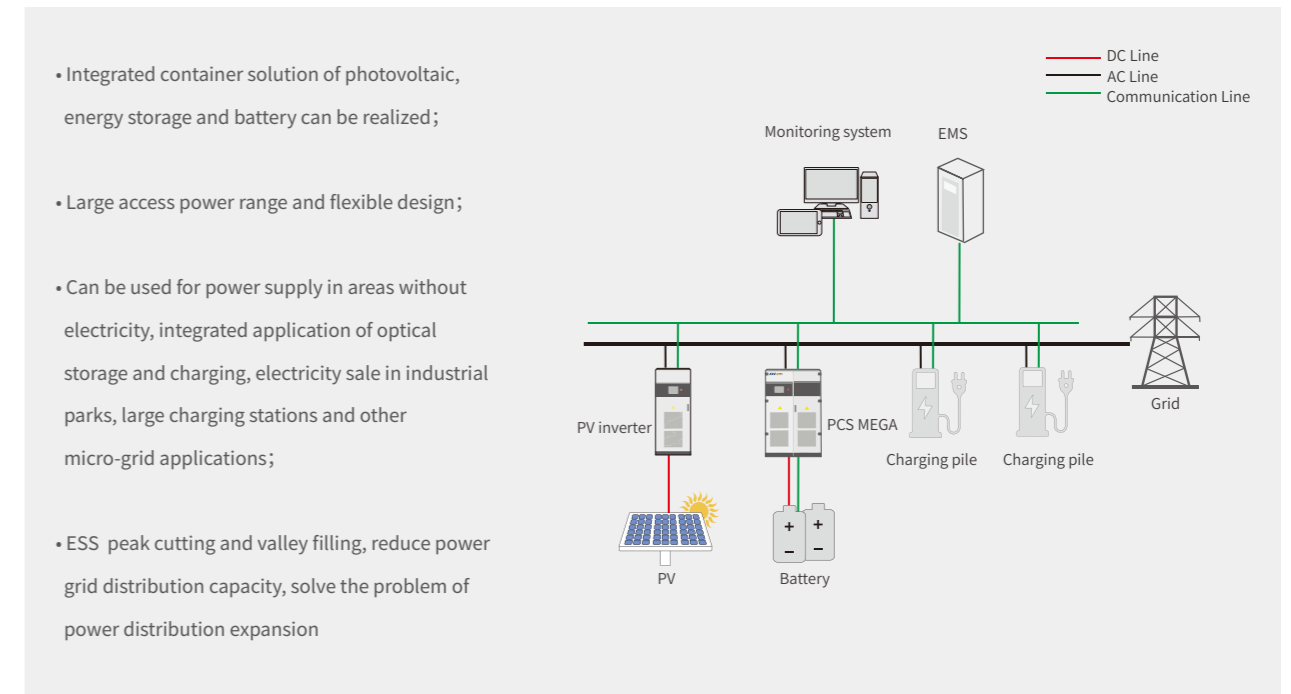 • Integrated container solution of photovoltaic,
energy storage and battery can be realized;
• Large access power range and flexible design;
• Can be used for power supply in areas without
electricity, integrated application of optical
storage and charging, electricity sale in industrial
parks, large charging stations and other
micro-grid applications;
• ESS peak cutting and valley filling, reduce power
grid distribution capacity, solve the problem of
power distribution expansion
DC Line
AC Line
Communication Line
Monitoring system
EMS
Grid
PV inverter
PCS MEGA
Charging pile
Charging pile
PV
Battery